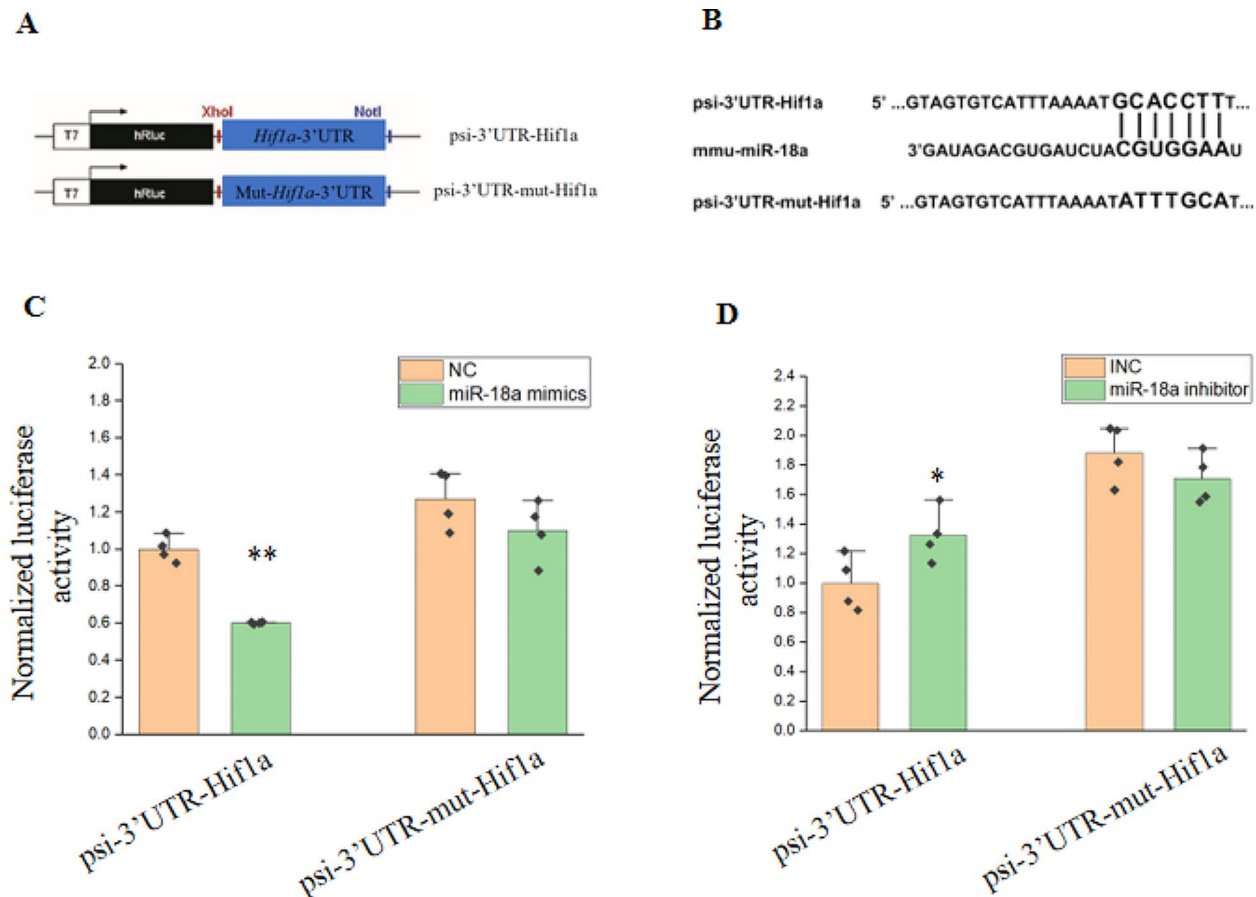 A
XhoI NotI
T7 hRluc Hif1a-3'UTR psi-3'UTR-Hif1a
T7 hRluc Mut-Hif1a-3'UTR psi-3'UTR-mut-Hif1a
B
psi-3'UTR-Hif1a 5' ...GTAGTGTCATTTAAAATGCACCTTT...
mmu-miR-18a 3'GAUAGACGUGAUCUACGUGGAAU
psi-3'UTR-mut-Hif1a 5' ...GTAGTGTCATTTAAAATATTTGCAT...
C
Normalized luciferase
activity
2.0
1.8
1.6
1.4
1.2
1.0
0.8
0.6
0.4
0.2
0.0
NC
miR-18a mimics
**
psi-3'UTR-Hif1a
psi-3'UTR-mut-Hif1a
D
Normalized luciferase
activity
2.4
2.2
2.0
1.8
1.6
1.4
1.2
1.0
0.8
0.6
0.4
0.2
0.0
INC
miR-18a inhibitor
*
psi-3'UTR-Hif1a
psi-3'UTR-mut-Hif1a